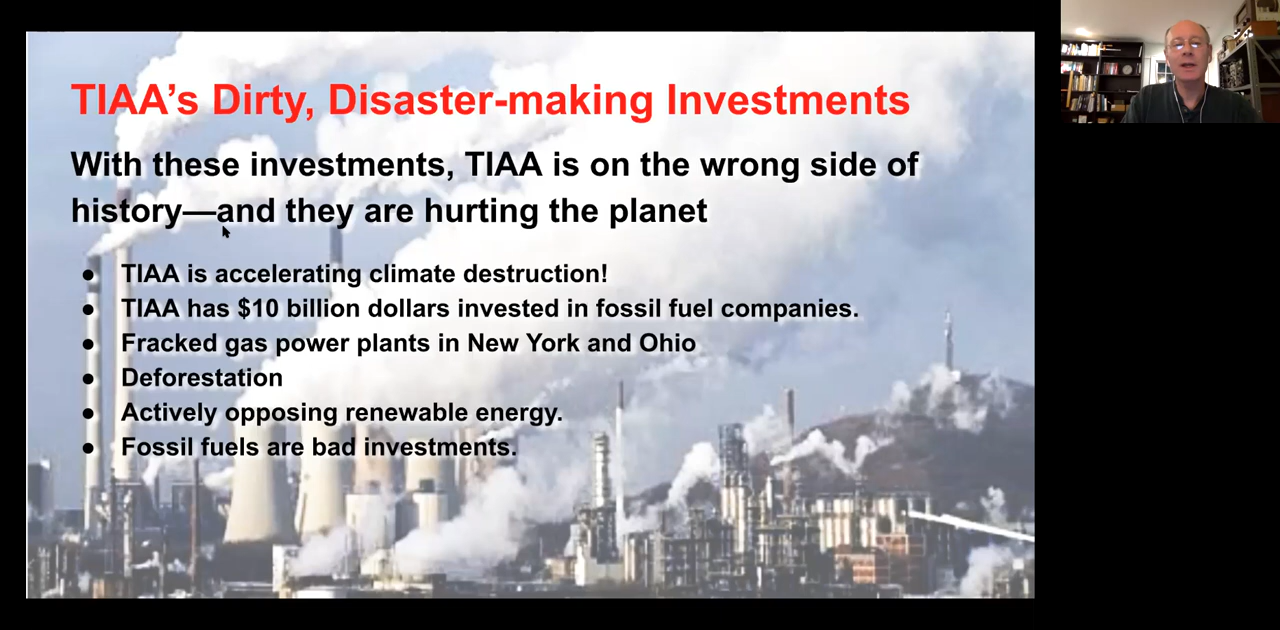 TIAA’s Dirty, Disaster-making Investments
With these investments, TIAA is on the wrong side of
history—and they are hurting the planet
● TIAA is accelerating climate destruction!
● TIAA has $10 billion dollars invested in fossil fuel companies.
● Fracked gas power plants in New York and Ohio
● Deforestation
● Actively opposing renewable energy.
● Fossil fuels are bad investments.